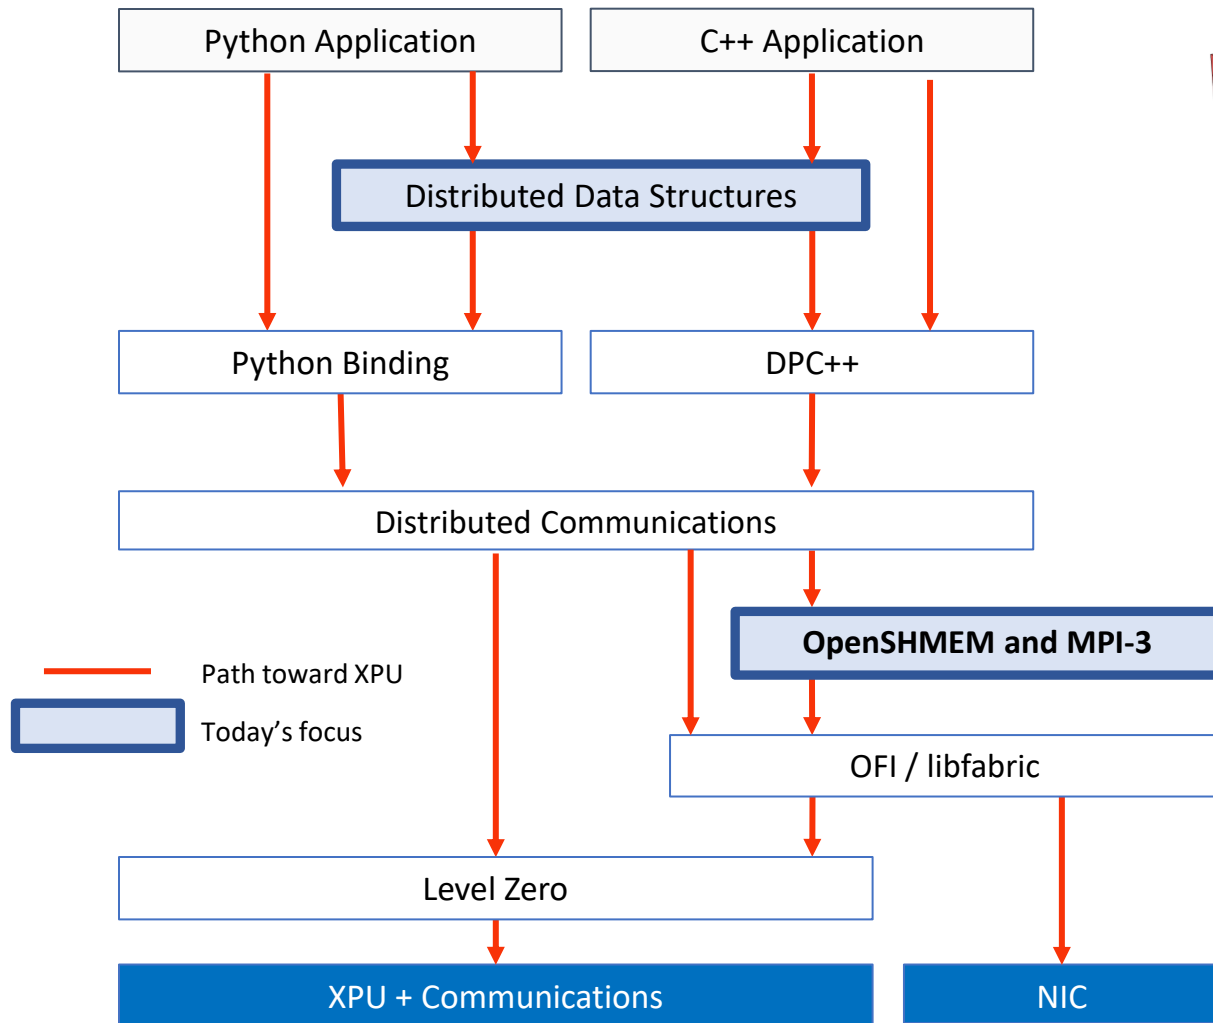 Python Application
C++ Application
Distributed Data Structures
Python Binding
DPC++
Distributed Communications
OpenSHMEM and MPI-3
Path toward XPU
Today’s focus
OFI / libfabric
Level Zero
XPU + Communications
NIC